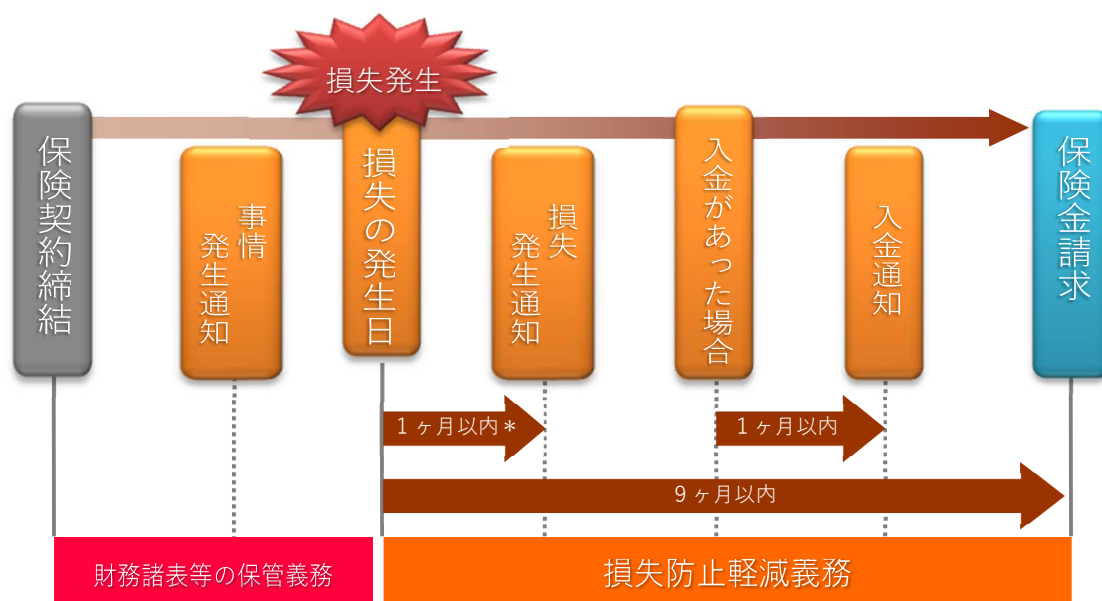 損失発生
保険契約締結
事情
発生通知
損失の発生日
損失
発生通知
入金があった場合
入金通知
保険金請求
1ヶ月以内*
1ヶ月以内
9ヶ月以内
財務諸表等の保管義務
損失防止軽減義務